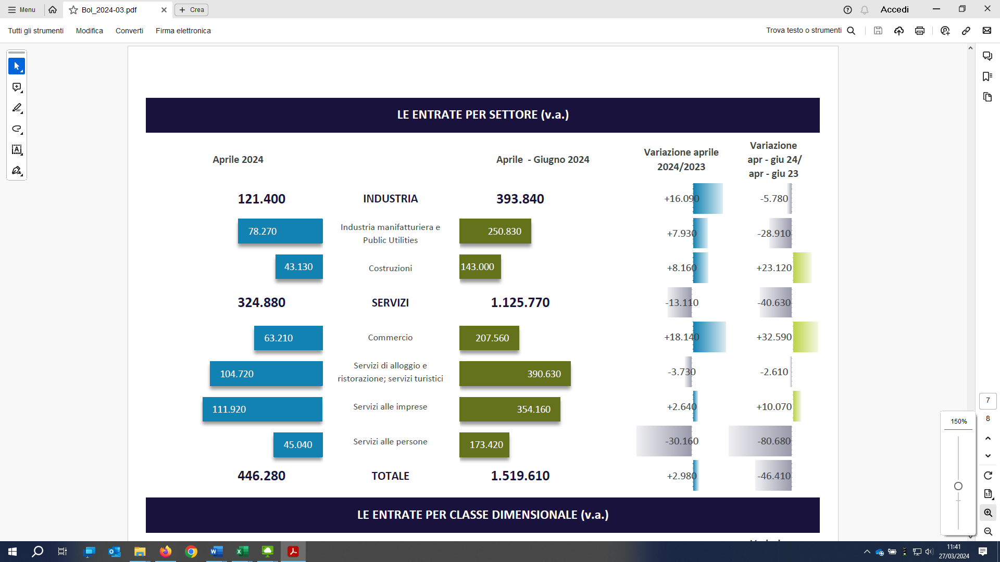 Menu
Bol_2024-03.pdf
Crea
Accedi
Tutti gli strumenti
Modifica
Converti
Firma elettronica
Trova testo o strumenti
LE ENTRATE PER SETTORE (v.a.)
Aprile 2024
Aprile - Giugno 2024
Variazione aprile
2024/2023
Variazione
apr - giu 24/
apr - giu 23
121.400 INDUSTRIA 393.840 +16.090 -5.780
78.270 Industria manifatturiera e 250.830 +7.930 -28.910
Public Utilities
43.130 Costruzioni 143.000 +8.160 +23.120
324.880 SERVIZI 1.125.770 -13.110 -40.630
63.210 Commercio 207.560 +18.140 +32.590
104.720 Servizi di alloggio e 390.630 -3.730 -2.610
ristorazione; servizi turistici
111.920 Servizi alle imprese 354.160 +2.640 +10.070
45.040 Servizi alle persone 173.420 -30.160 -80.680
446.280 TOTALE 1.519.610 +2.980 -46.410
LE ENTRATE PER CLASSE DIMENSIONALE (v.a.)
7
8
150%
11:41
27/03/2024